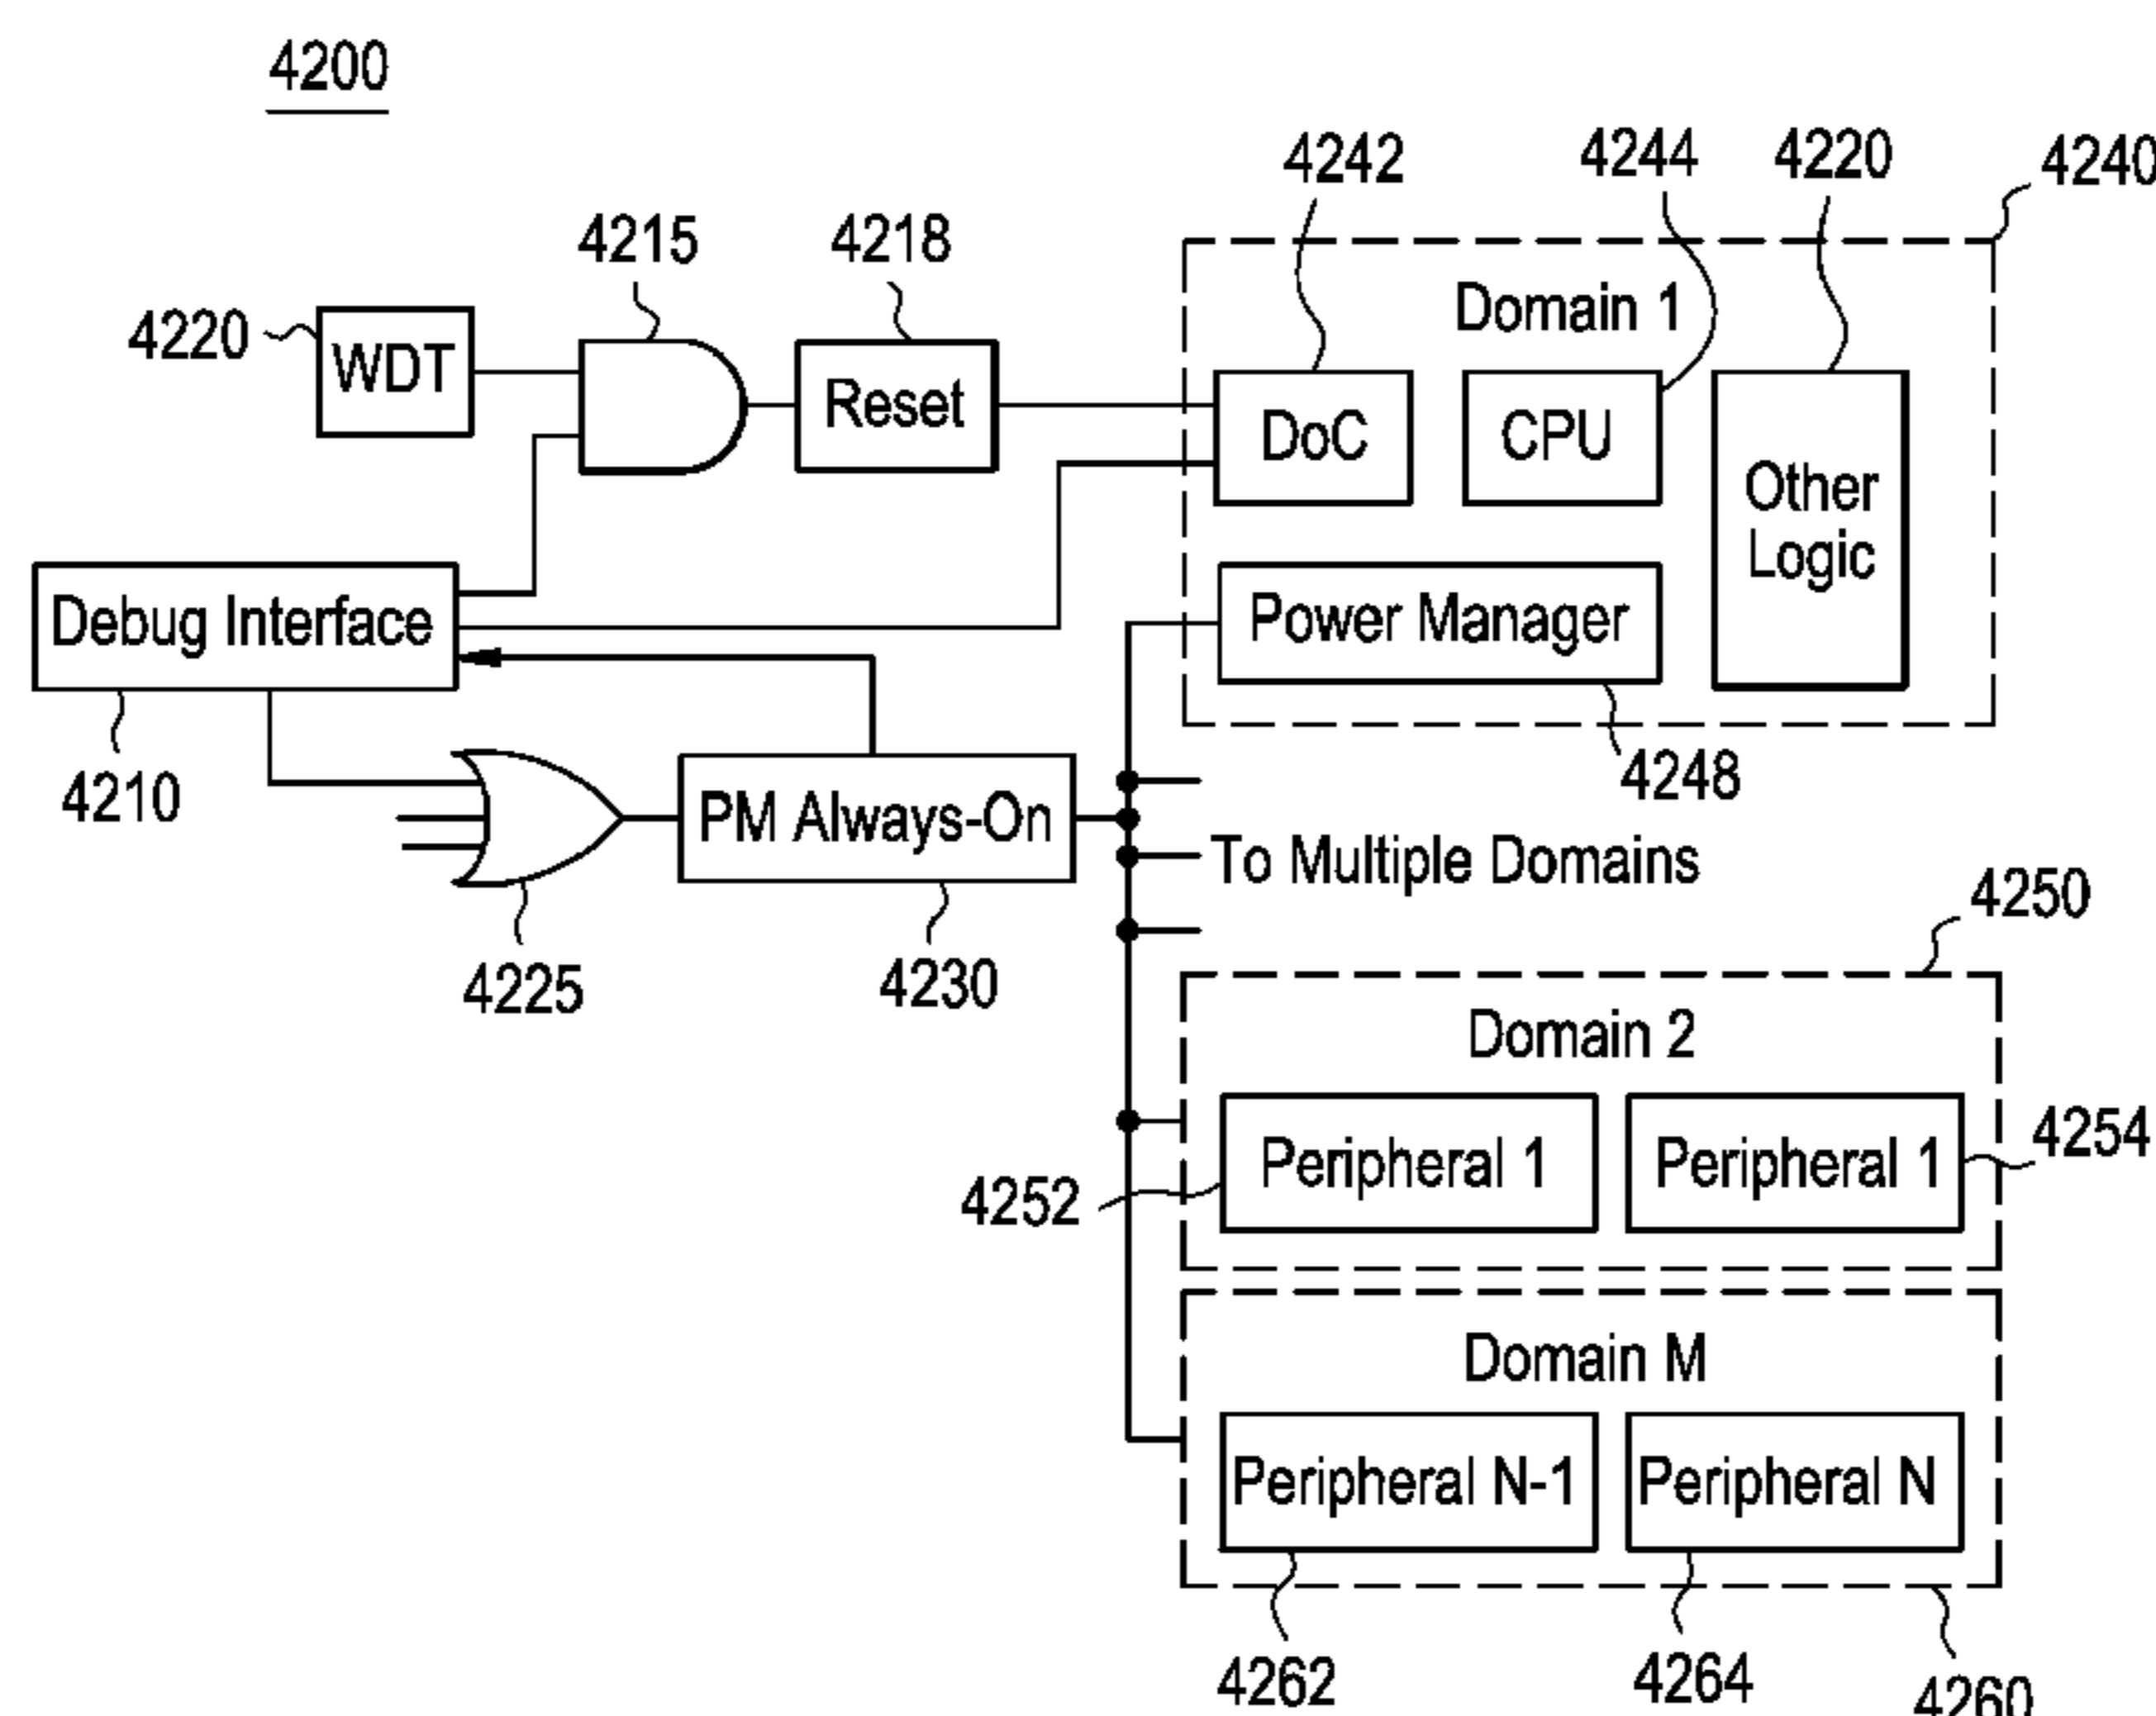 4200
4242
4244
4220
4240
4215
4218
Domain 1
4220
WDT
Reset
DoC
CPU
Other
Logic
Debug Interface
Power Manager
4210
4248
PM Always-On
To Multiple Domains
4225
4230
4250
Domain 2
Peripheral 1
Peripheral 1
4254
4252
Domain M
Peripheral N-1
Peripheral N
4262
4264
4260